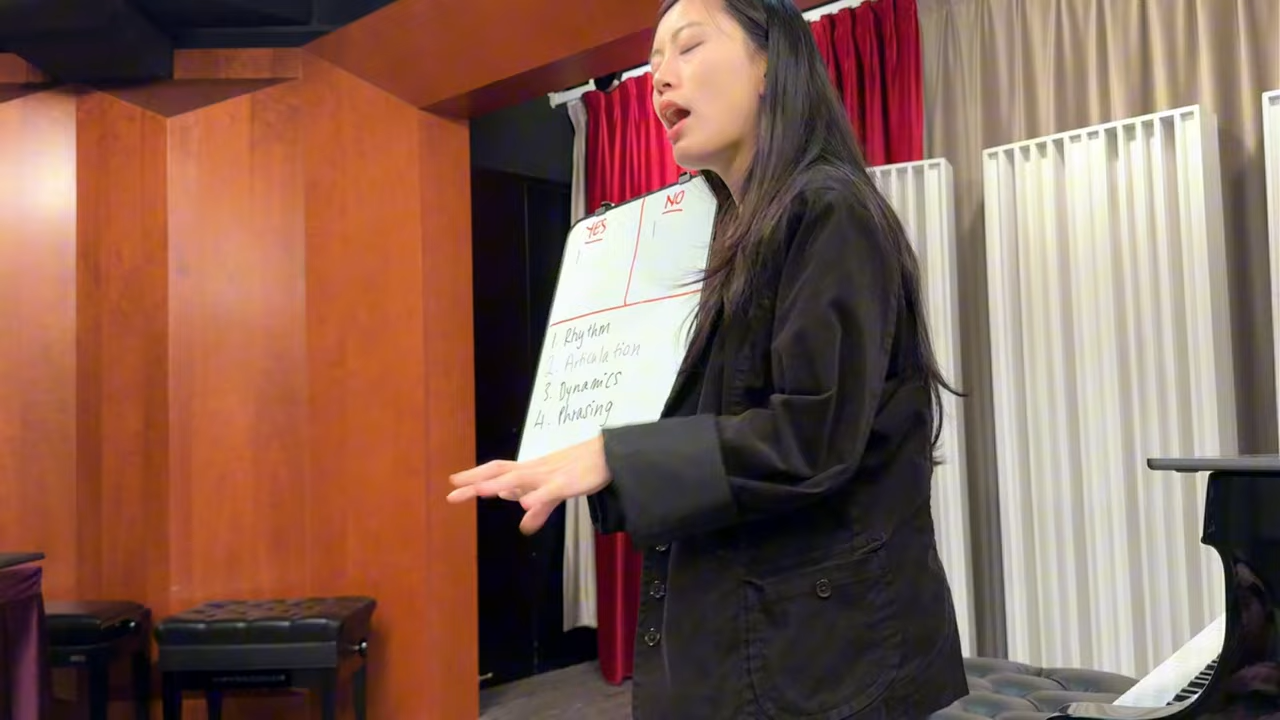 YES NO
1. Rhythm
2. Articulation
3. Dynamics
4. Phrasing